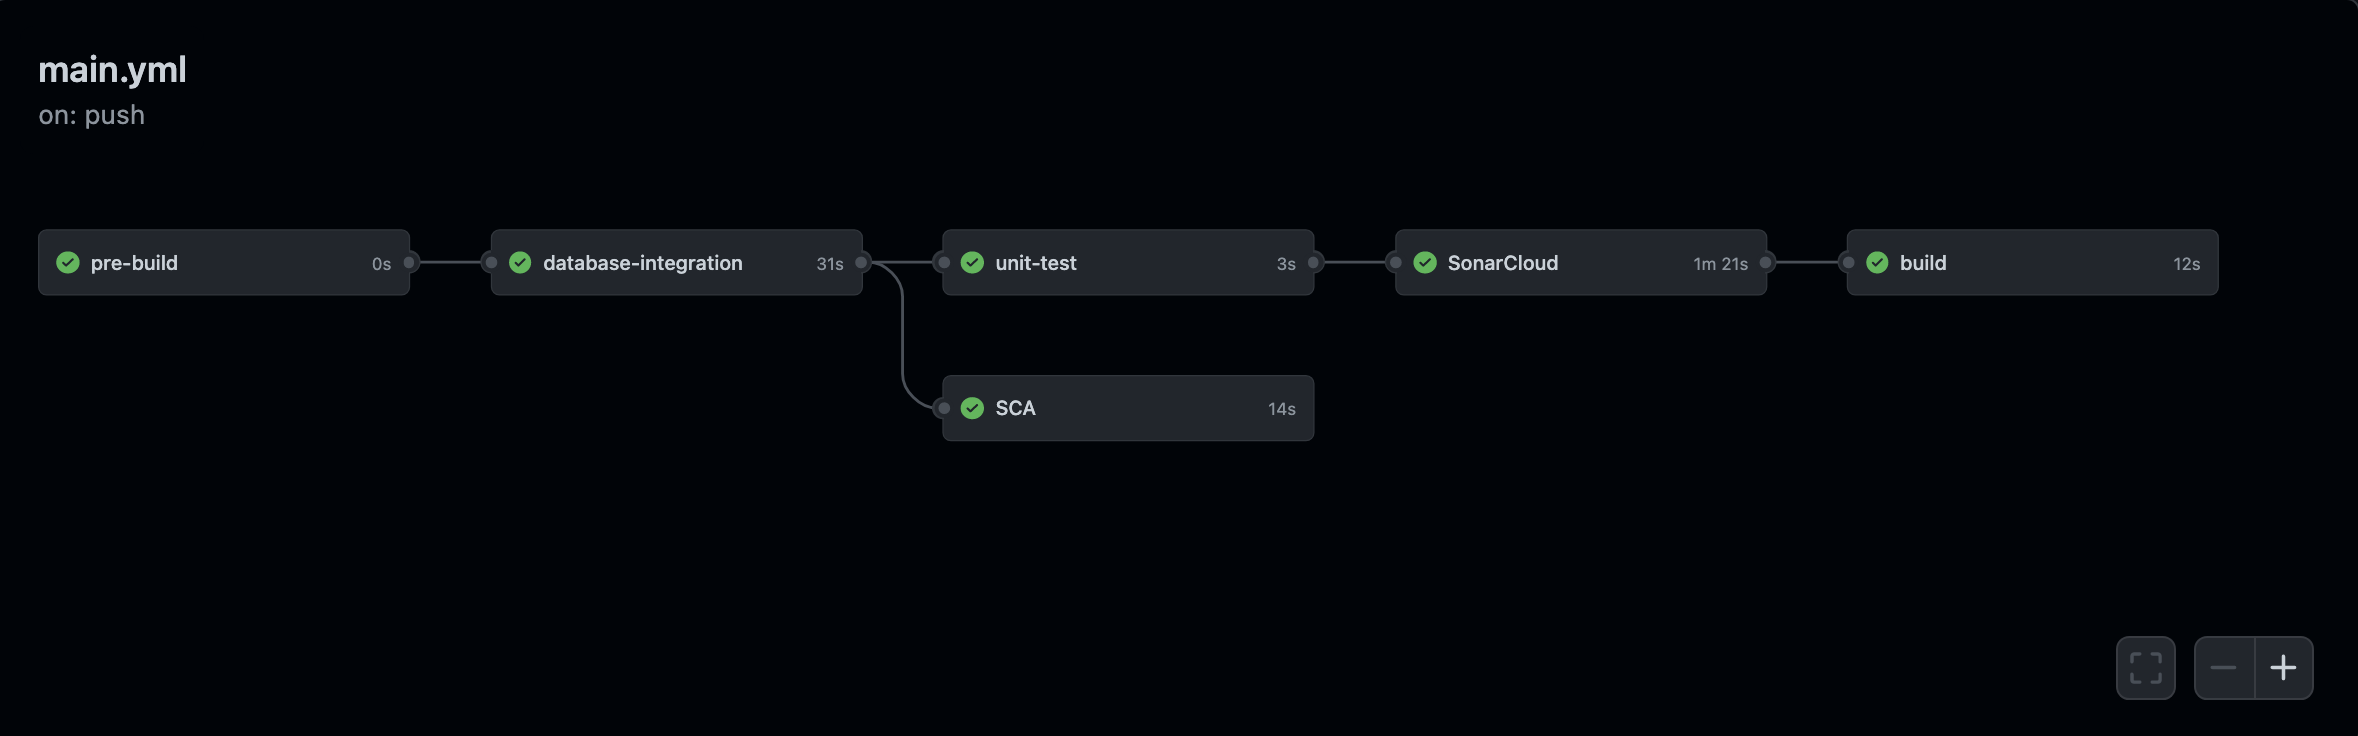 main.yml
on: push
pre-build 0s
database-integration 31s
unit-test 3s
SonarCloud 1m 21s
build 12s
SCA 14s